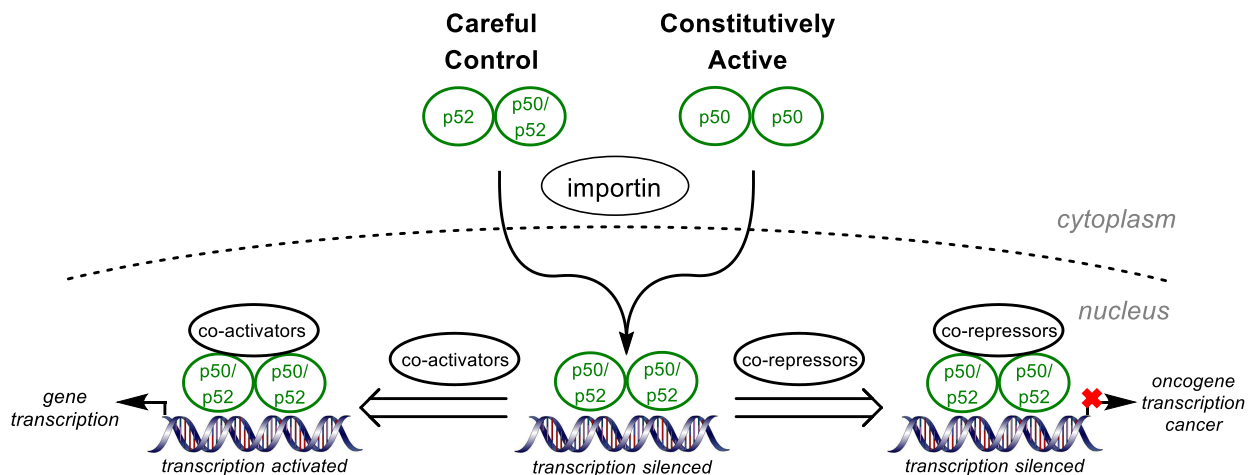 Careful
Control
Constitutively
Active
p52
p50/
p52
p50
p50
importin
cytoplasm
nucleus
co-activators
p50/
p52
p50/
p52
gene
transcription
transcription activated
co-activators
p50/
p52
p50/
p52
transcription silenced
co-repressors
co-repressors
p50/
p52
p50/
p52
oncogene
transcription
cancer
transcription silenced